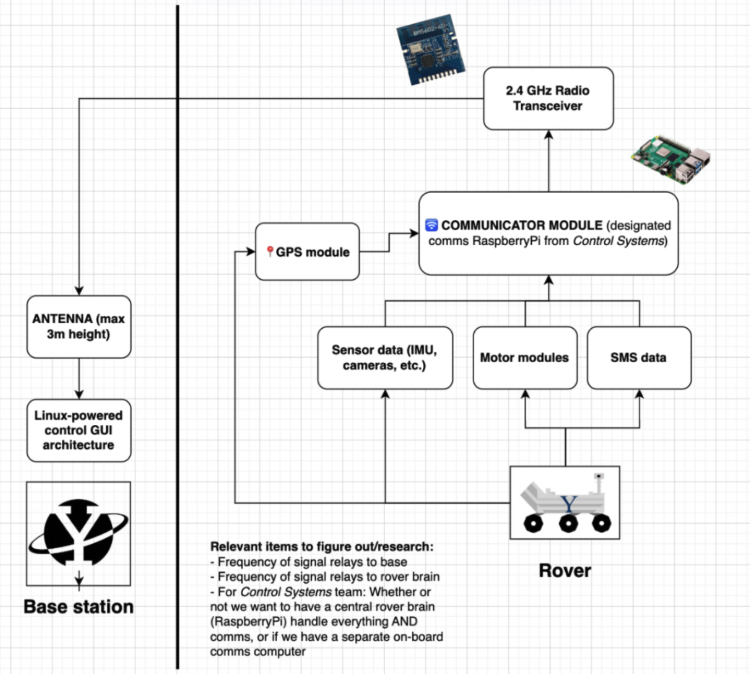 2.4 GHz Radio
Transceiver
COMMUNICATOR MODULE (designated
comms RaspberryPi from Control Systems)
GPS module
ANTENNA (max
3m height)
Sensor data (IMU,
cameras, etc.)
Motor modules
SMS data
Linux-powered
control GUI
architecture
Y
Y
Base station
Rover
Relevant items to figure out/research:
- Frequency of signal relays to base
- Frequency of signal relays to rover brain
- For Control Systems team: Whether or
not we want to have a central rover brain
(RaspberryPi) handle everything AND
comms, or if we have a separate on-board
comms computer